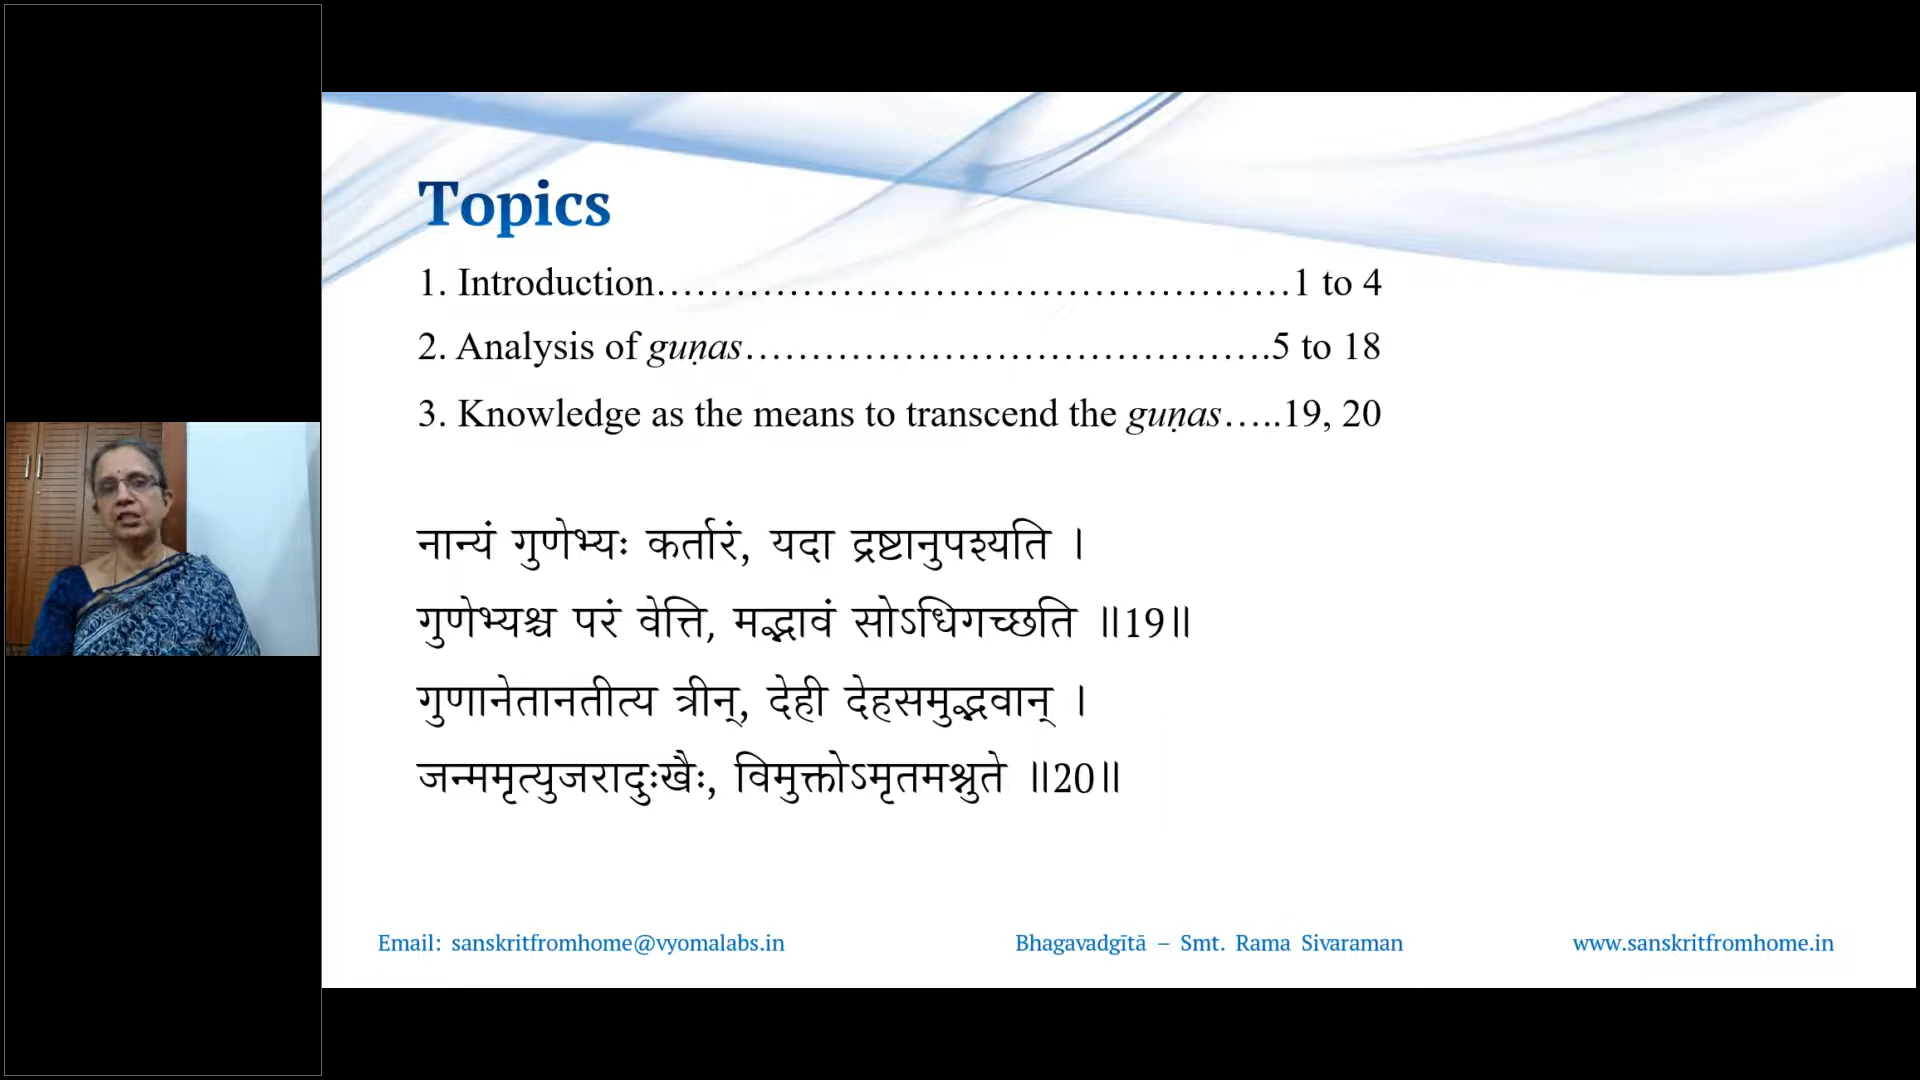 Topics
1. Introduction…………………………………………1 to 4
2. Analysis of guṇas………………………………….5 to 18
3. Knowledge as the means to transcend the guṇas…..19, 20
नान्यं गुणेभ्यः कर्तारं, यदा द्रष्टानुपश्यति ।
गुणेभ्यश्च परं वेत्ति, मद्भावं सोऽधिगच्छति ॥19॥
गुणानेतानतीत्य त्रीन्, देही देहसमुद्भवान् ।
जन्ममृत्युजरादुःखैः, विमुक्तोऽमृतमश्नुते ॥20॥
Email: sanskritfromhome@vyomalabs.in Bhagavadgītā – Smt. Rama Sivaraman www.sanskritfromhome.in